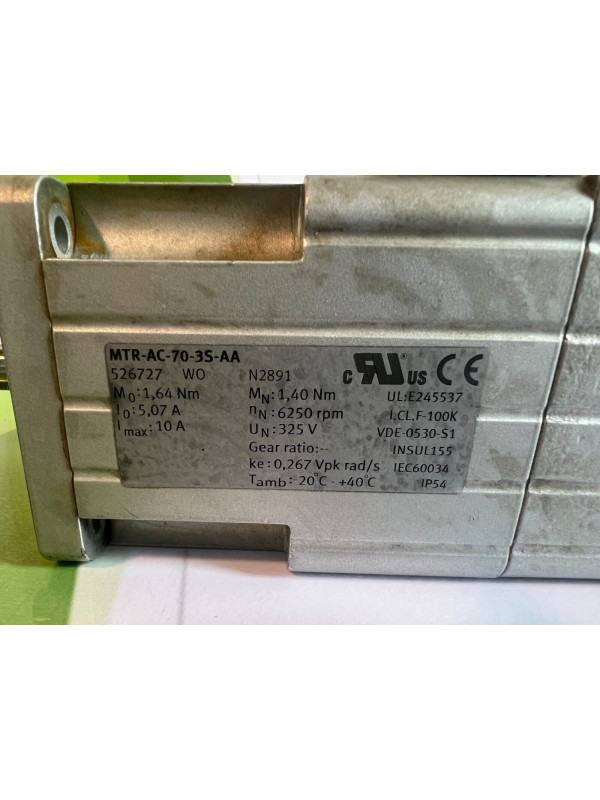 MTR-AC-70-3S-AA
526727 WO N2891
M0:1,64 Nm MN:1,40 Nm UL:E245537
I0:5,07 A nN:6250 rpm I.CL.F-100K
Imax:10 A UN:325 V VDE-0530-S1
Gear ratio:-- INSUL155
ke:0,267 Vpk rad/s IEC60034
Tamb:-20°C - +40°C IP54
c RU US CE